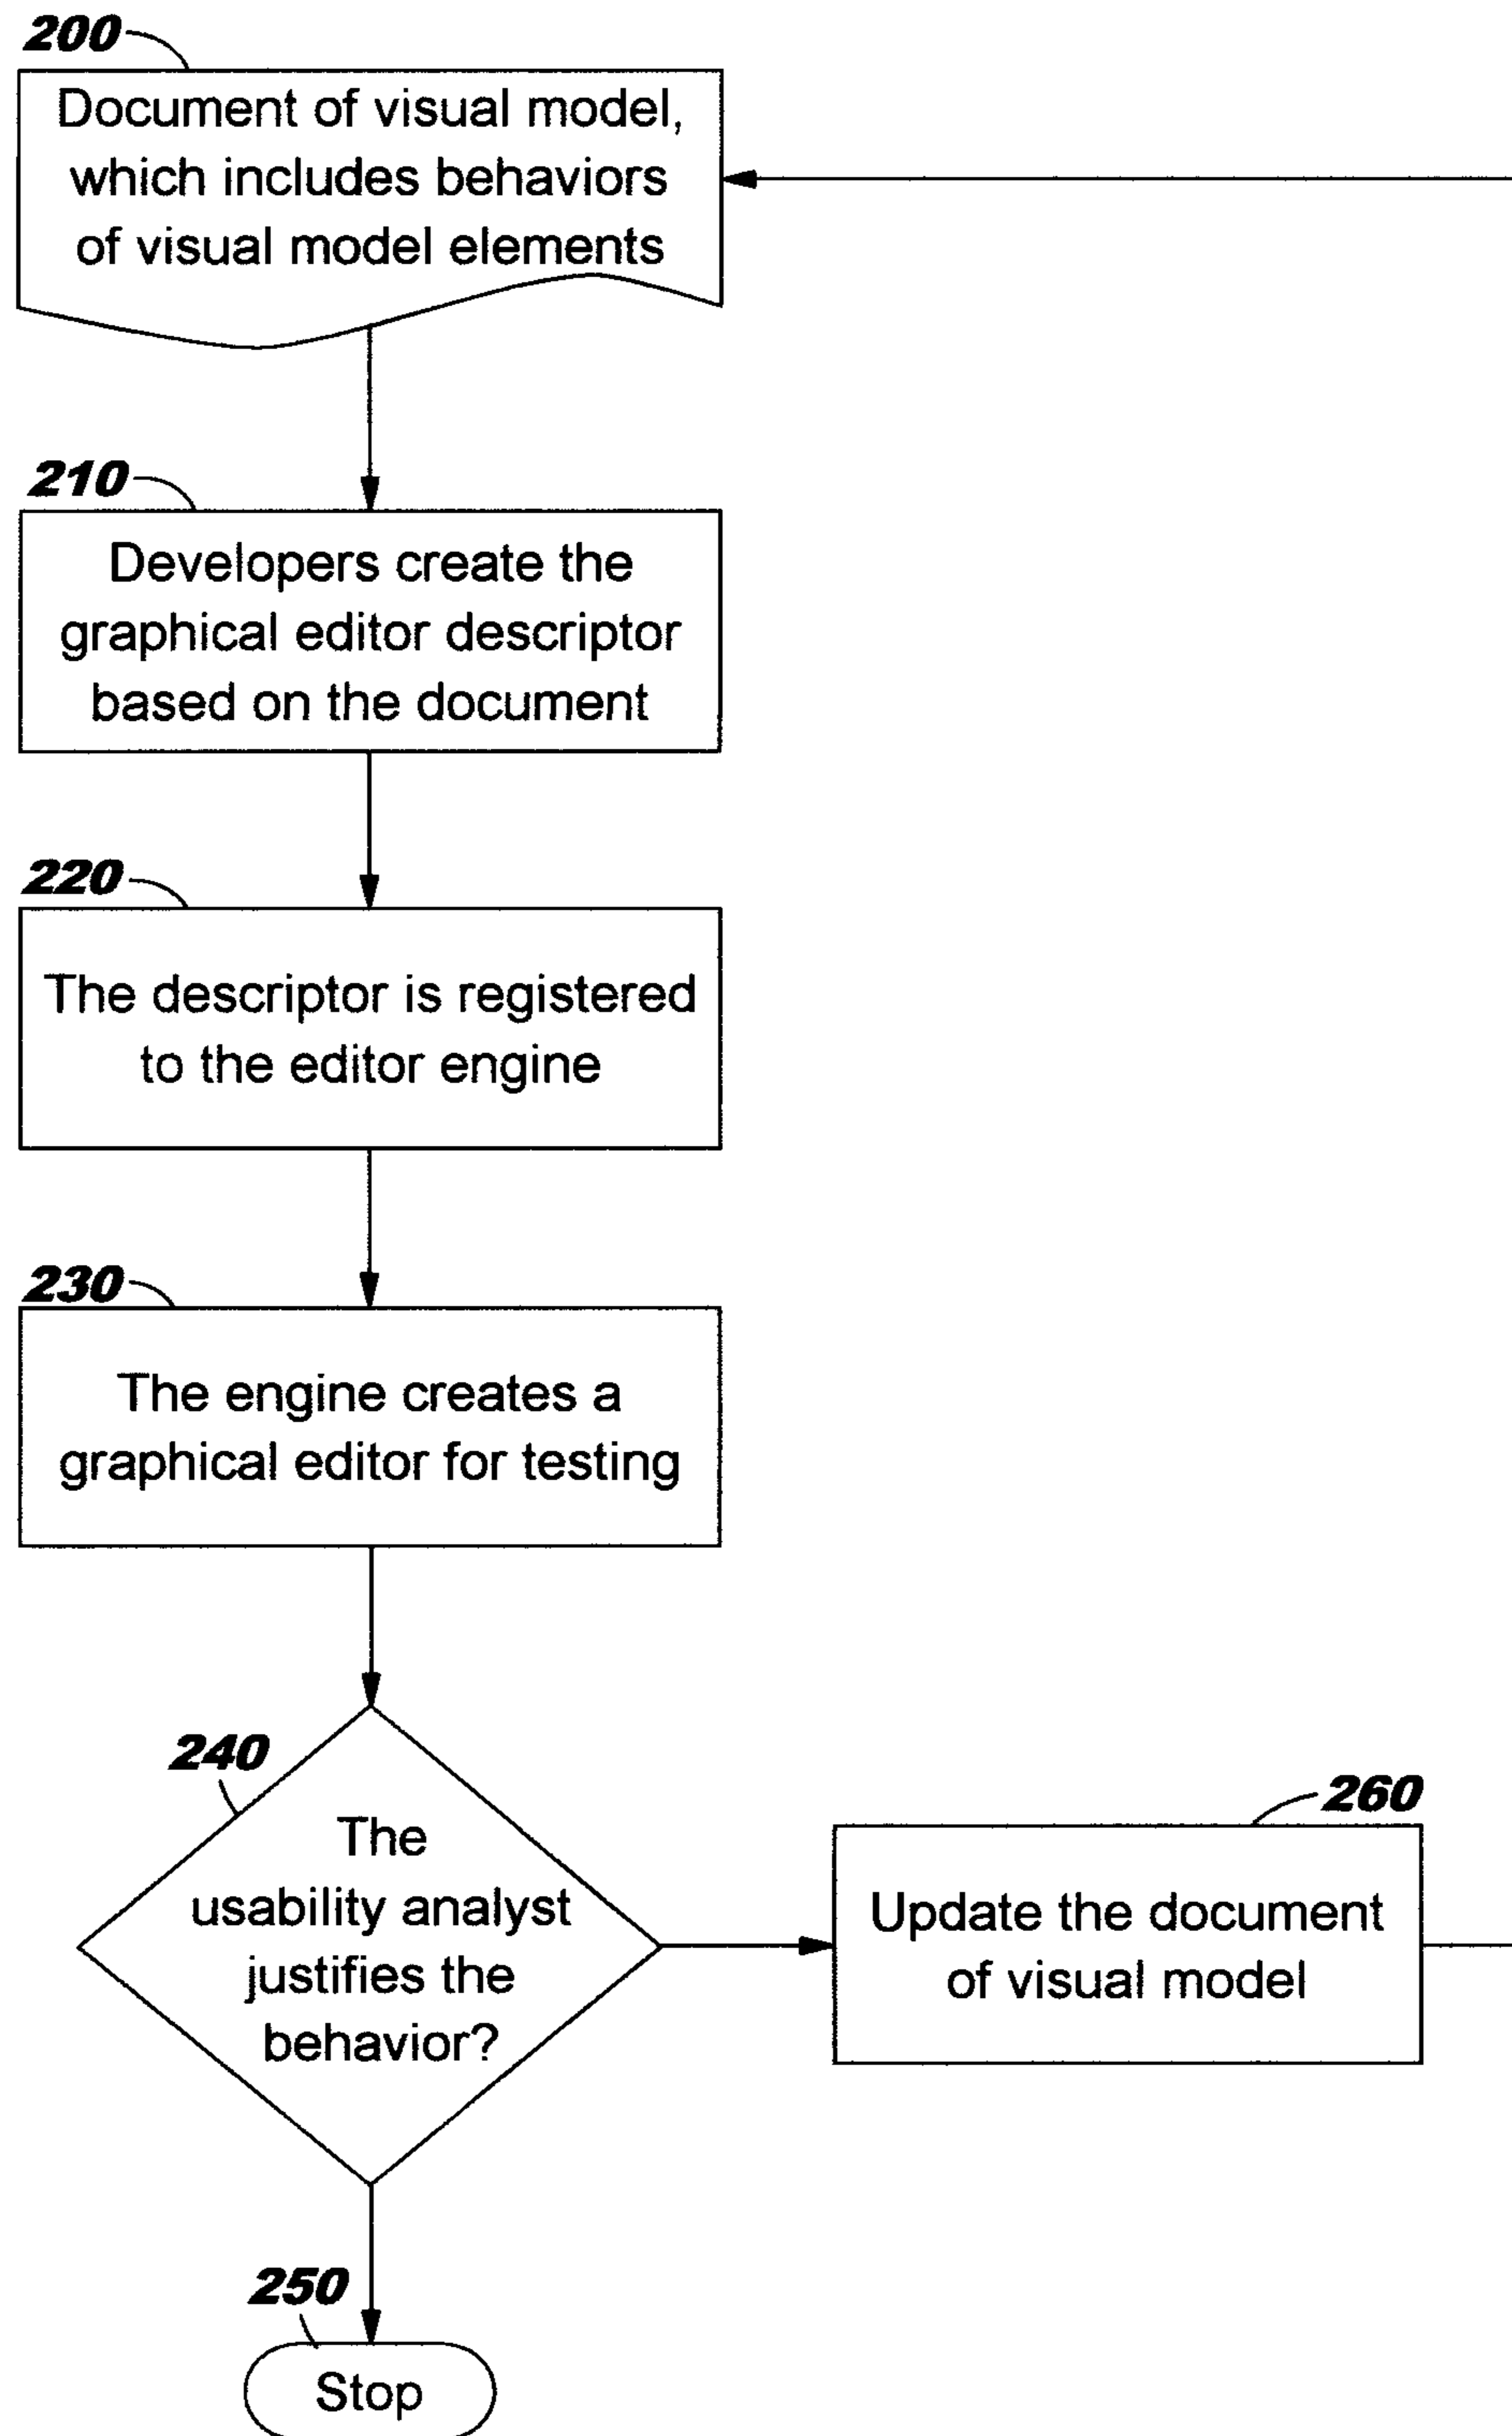 200
Document of visual model,
which includes behaviors
of visual model elements
210
Developers create the
graphical editor descriptor
based on the document
220
The descriptor is registered
to the editor engine
230
The engine creates a
graphical editor for testing
240
The
usability analyst
justifies the
behavior?
260
Update the document
of visual model
250
Stop